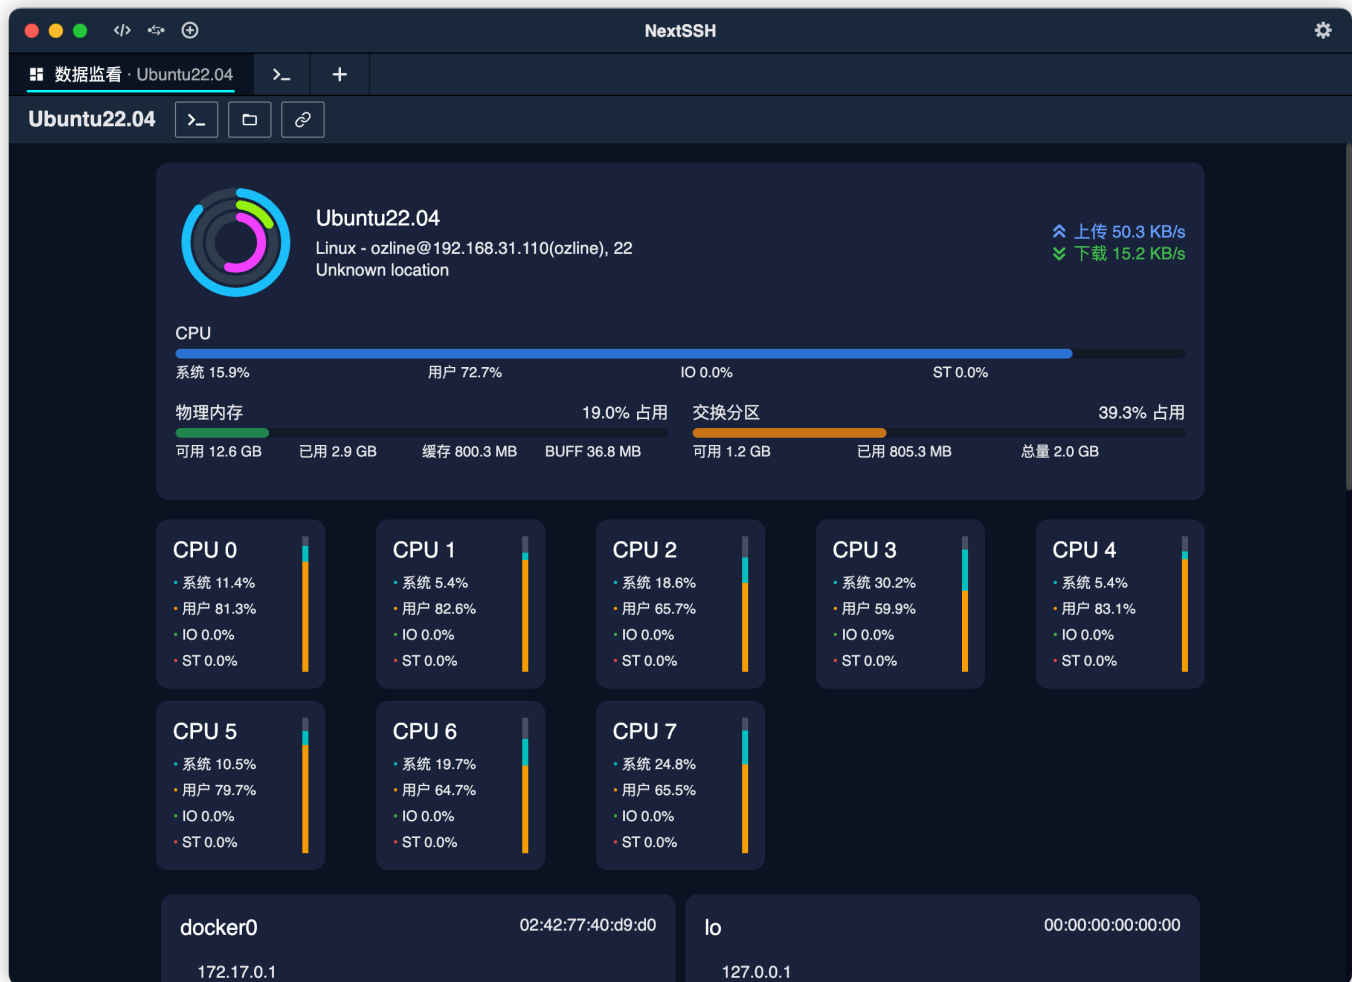 NextSSH
数据监看 · Ubuntu22.04
Ubuntu22.04
Ubuntu22.04
Linux - ozline@192.168.31.110(ozline), 22
Unknown location
上传 50.3 KB/s
下载 15.2 KB/s
CPU
系统 15.9% 用户 72.7% IO 0.0% ST 0.0%
物理内存 19.0% 占用
可用 12.6 GB 已用 2.9 GB 缓存 800.3 MB BUFF 36.8 MB
交换分区 39.3% 占用
可用 1.2 GB 已用 805.3 MB 总量 2.0 GB
CPU 0
系统 11.4%
用户 81.3%
IO 0.0%
ST 0.0%
CPU 1
系统 5.4%
用户 82.6%
IO 0.0%
ST 0.0%
CPU 2
系统 18.6%
用户 65.7%
IO 0.0%
ST 0.0%
CPU 3
系统 30.2%
用户 59.9%
IO 0.0%
ST 0.0%
CPU 4
系统 5.4%
用户 83.1%
IO 0.0%
ST 0.0%
CPU 5
系统 10.5%
用户 79.7%
IO 0.0%
ST 0.0%
CPU 6
系统 19.7%
用户 64.7%
IO 0.0%
ST 0.0%
CPU 7
系统 24.8%
用户 65.5%
IO 0.0%
ST 0.0%
docker0 02:42:77:40:d9:d0
172.17.0.1
lo 00:00:00:00:00:00
127.0.0.1